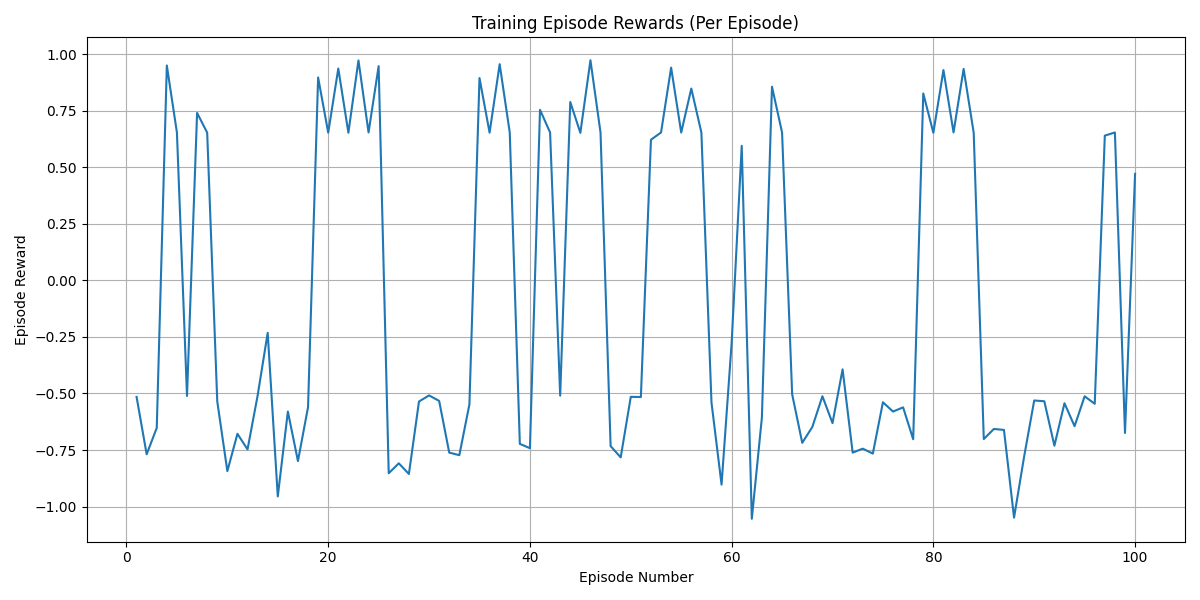 Training Episode Rewards (Per Episode)
1.00
0.75
0.50
0.25
0.00
−0.25
−0.50
−0.75
−1.00
Episode Reward
0 20 40 60 80 100
Episode Number